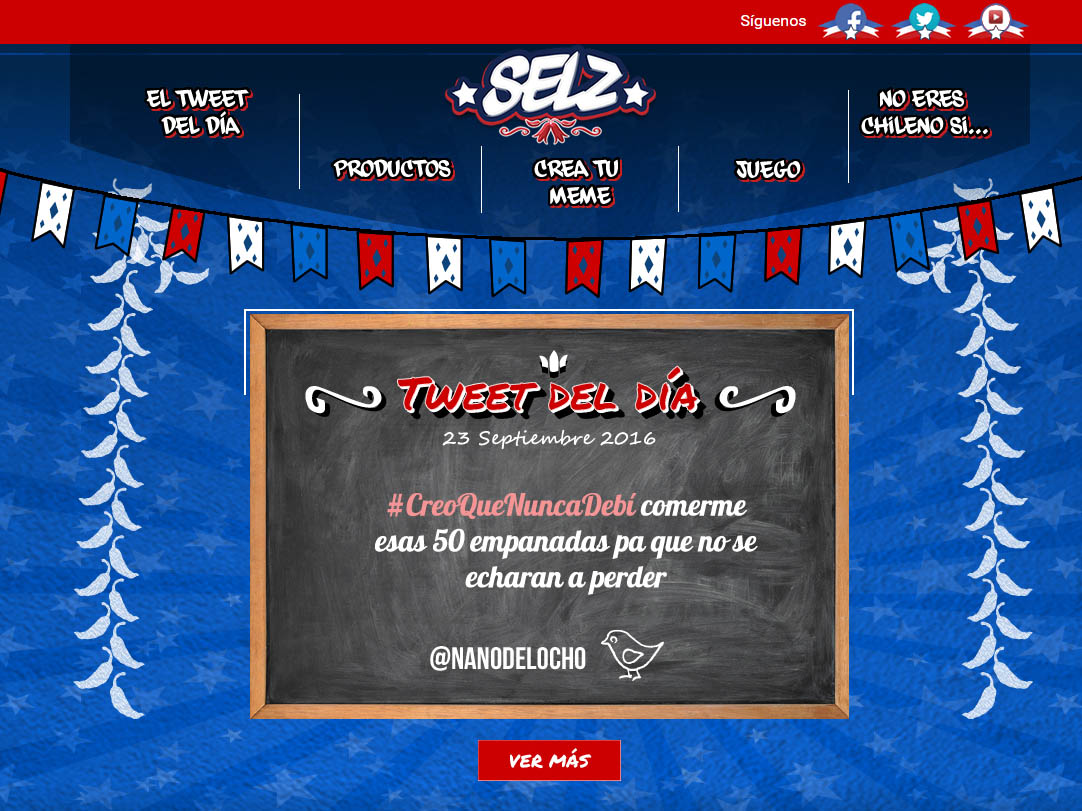 Síguenos
SELZ
EL TWEET
DEL DÍA
NO ERES
CHILENO SI...
PRODUCTOS
CREA TU
MEME
JUEGO
TWEET DEL DÍA
23 Septiembre 2016
#CreoQueNuncaDebí comerme
esas 50 empanadas pa que no se
echaran a perder
@NANODELOCHO
VER MÁS